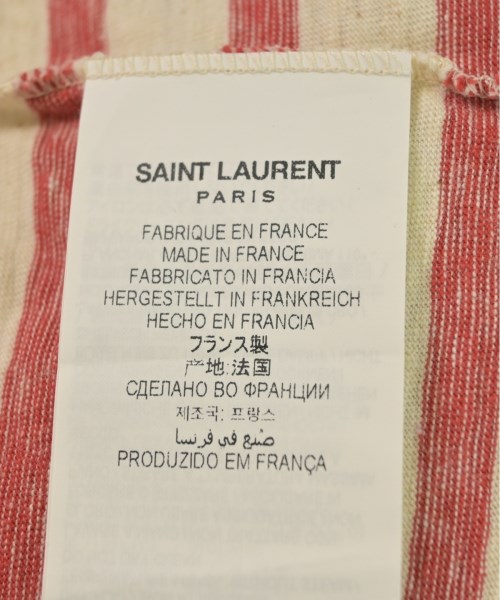 SAINT LAURENT
PARIS
FABRIQUE EN FRANCE
MADE IN FRANCE
FABBRICATO IN FRANCIA
HERGESTELLT IN FRANKREICH
HECHO EN FRANCIA
フランス製
产地:法国
СДЕЛАНО ВО ФРАНЦИИ
제조국: 프랑스
صنع في فرنسا
PRODUZIDO EM FRANÇA